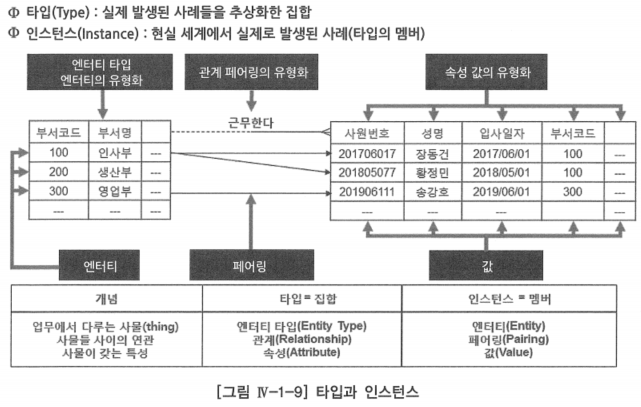 Φ 타입(Type) : 실제 발생된 사례들을 추상화한 집합
Φ 인스턴스(Instance) : 현실 세계에서 실제로 발생된 사례(타입의 멤버)
엔터티 타입
엔터티의 유형화
관계 페어링의 유형화
속성 값의 유형화
부서코드 부서명
100 인사부 ---
200 생산부 ---
300 영업부 ---
--- --- ---
근무한다
사원번호 성명 입사일자 부서코드
201706017 장동건 2017/06/01 100 ---
201805077 황정민 2018/05/01 100 ---
201906111 송강호 2019/06/01 300 ---
--- --- --- --- ---
엔터티
페어링
값
개념 타입 = 집합 인스턴스 = 멤버
업무에서 다루는 사물(thing) 엔터티 타입(Entity Type) 엔터티(Entity)
사물들 사이의 연관 관계(Relationship) 페어링(Pairing)
사물이 갖는 특성 속성(Attribute) 값(Value)
[그림 Ⅳ-1-9] 타입과 인스턴스